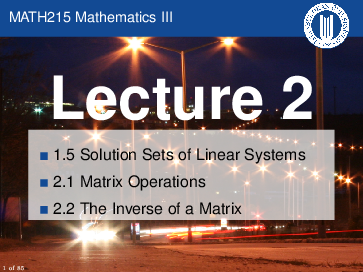 MATH215 Mathematics III
Lecture 2
1.5 Solution Sets of Linear Systems
2.1 Matrix Operations
2.2 The Inverse of a Matrix
1 of 85